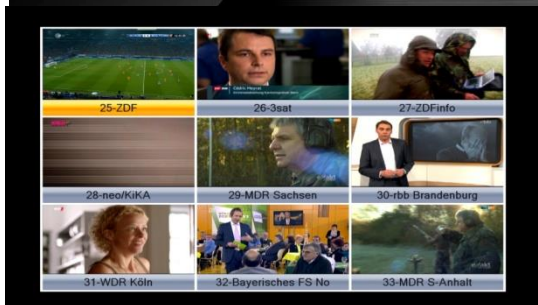 25-ZDF
26-3sat
27-ZDFinfo
28-neo/KiKA
29-MDR Sachsen
30-rbb Brandenburg
31-WDR Köln
32-Bayerisches FS No
33-MDR S-Anhalt